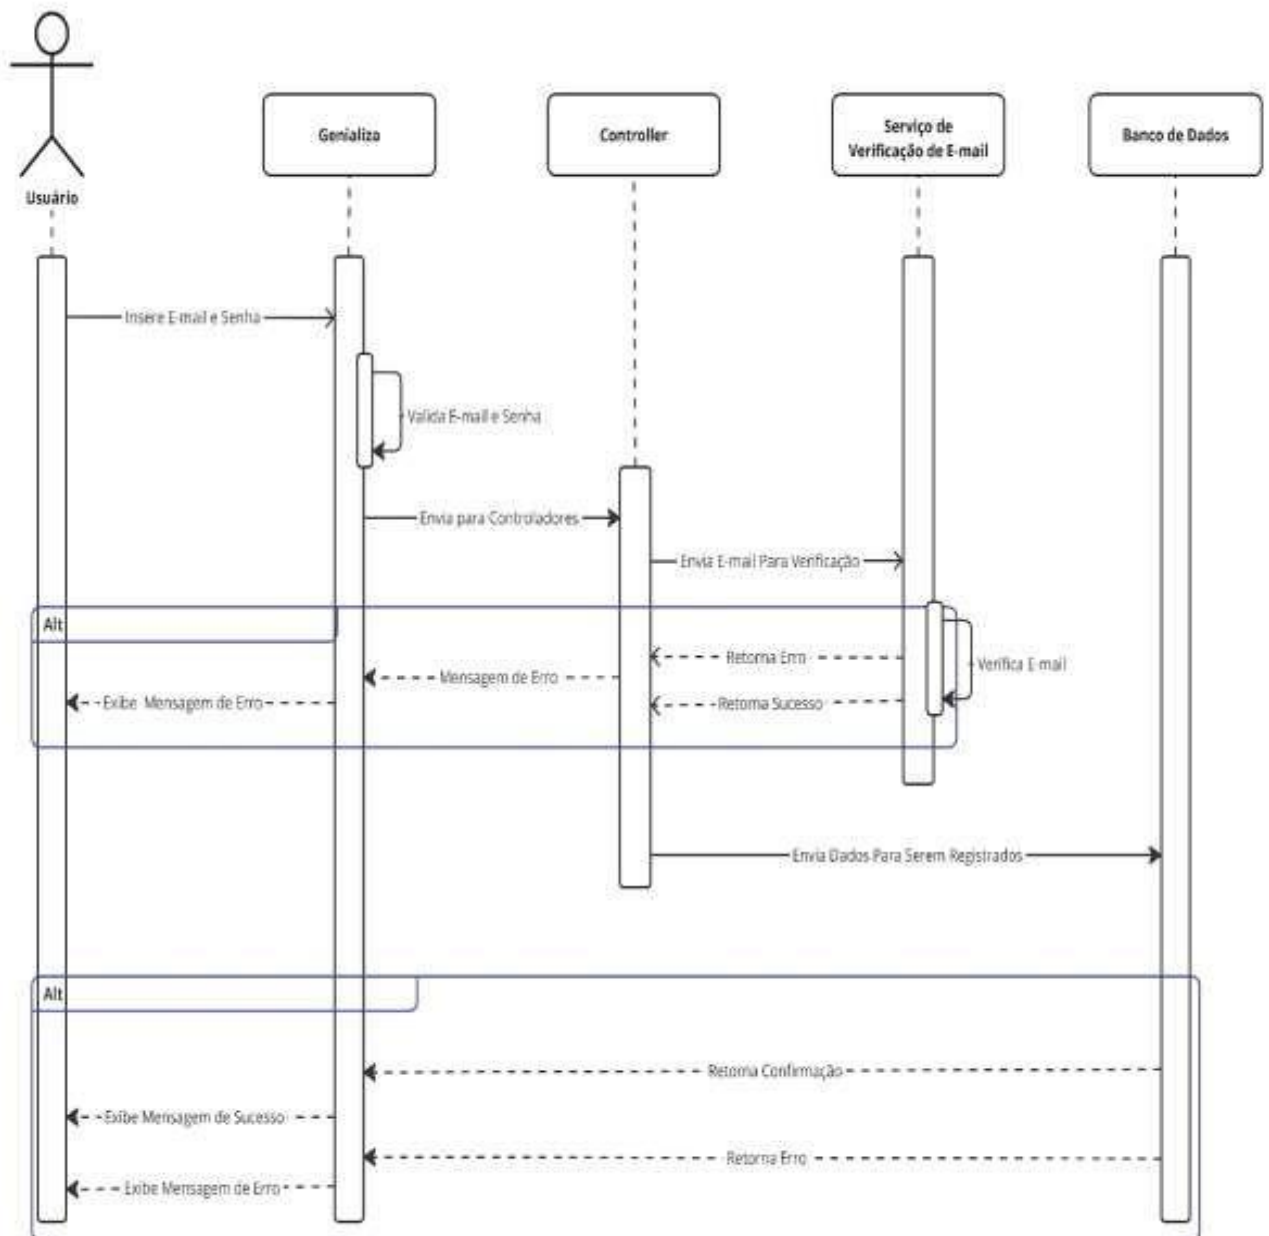 Usuário
Genializa
Controller
Serviço de
Verificação de E-mail
Banco de Dados
Insere E-mail e Senha
Valida E-mail e Senha
Envia para Controladores
Envia E-mail Para Verificação
Alt
Retorna Erro
Verifica E-mail
Mensagem de Erro
Exibe Mensagem de Erro
Retorna Sucesso
Envia Dados Para Serem Registrados
Alt
Retorna Confirmação
Exibe Mensagem de Sucesso
Retorna Erro
Exibe Mensagem de Erro